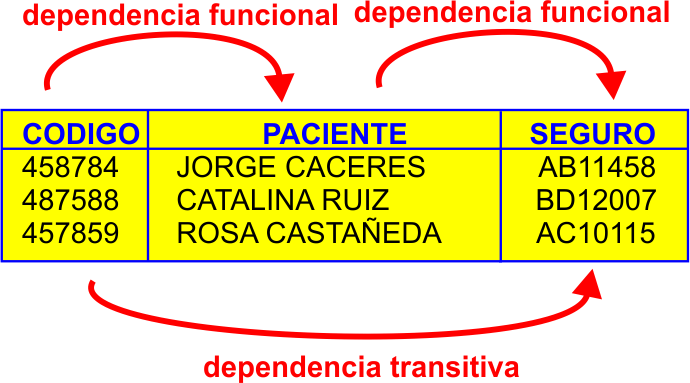 dependencia funcional dependencia funcional
CODIGO PACIENTE SEGURO
458784 JORGE CACERES AB11458
487588 CATALINA RUIZ BD12007
457859 ROSA CASTAÑEDA AC10115
dependencia transitiva